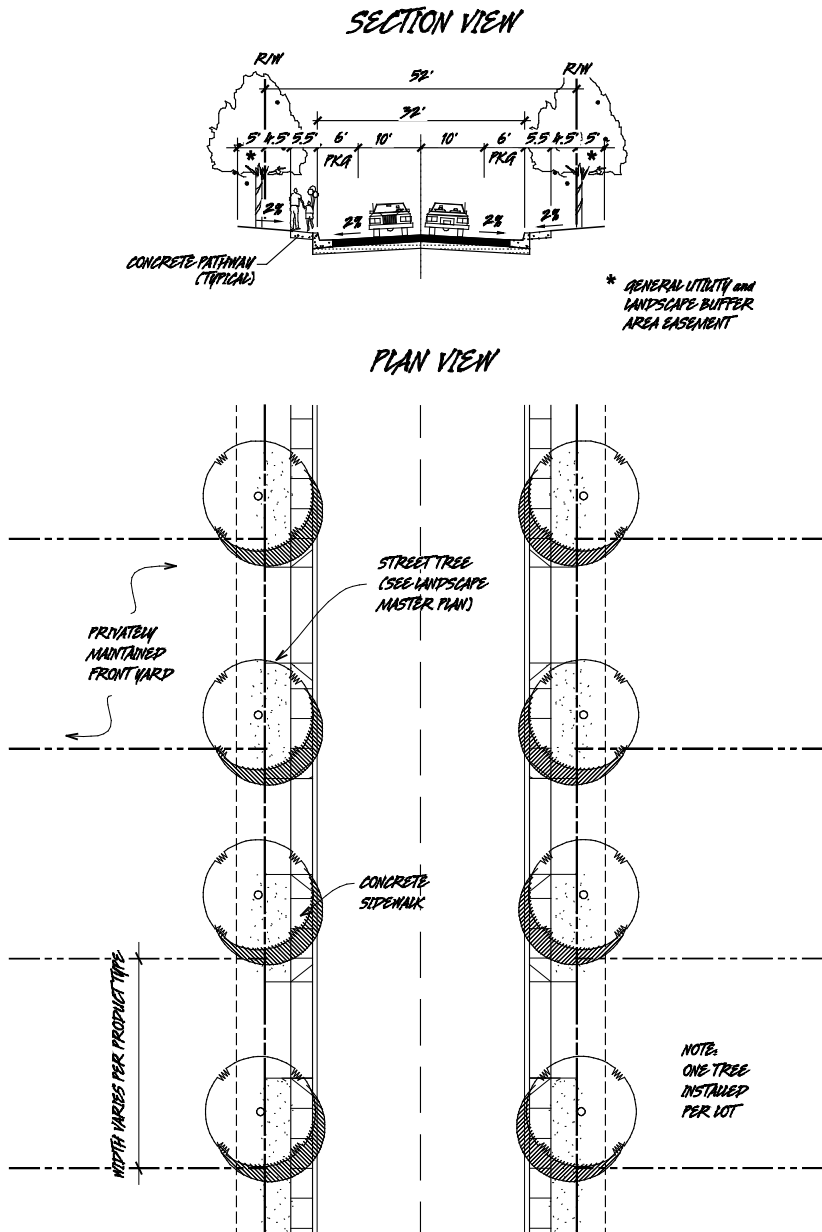 SECTION VIEW
R/W
R/W
52'
32'
5' 4.5' 5.5' 6' 10' 10' 6' 5.5' 4.5' 5'
* PKG PKG *
2% 2% 2% 2%
CONCRETE PATHWAY
(TYPICAL)
* GENERAL UTILITY and
LANDSCAPE BUFFER
AREA EASEMENT
PLAN VIEW
STREET TREE
(SEE LANDSCAPE
MASTER PLAN)
PRIVATELY
MAINTAINED
FRONT YARD
CONCRETE
SIDEWALK
WIDTH VARIES PER PRODUCT TYPE
NOTE:
ONE TREE
INSTALLED
PER LOT